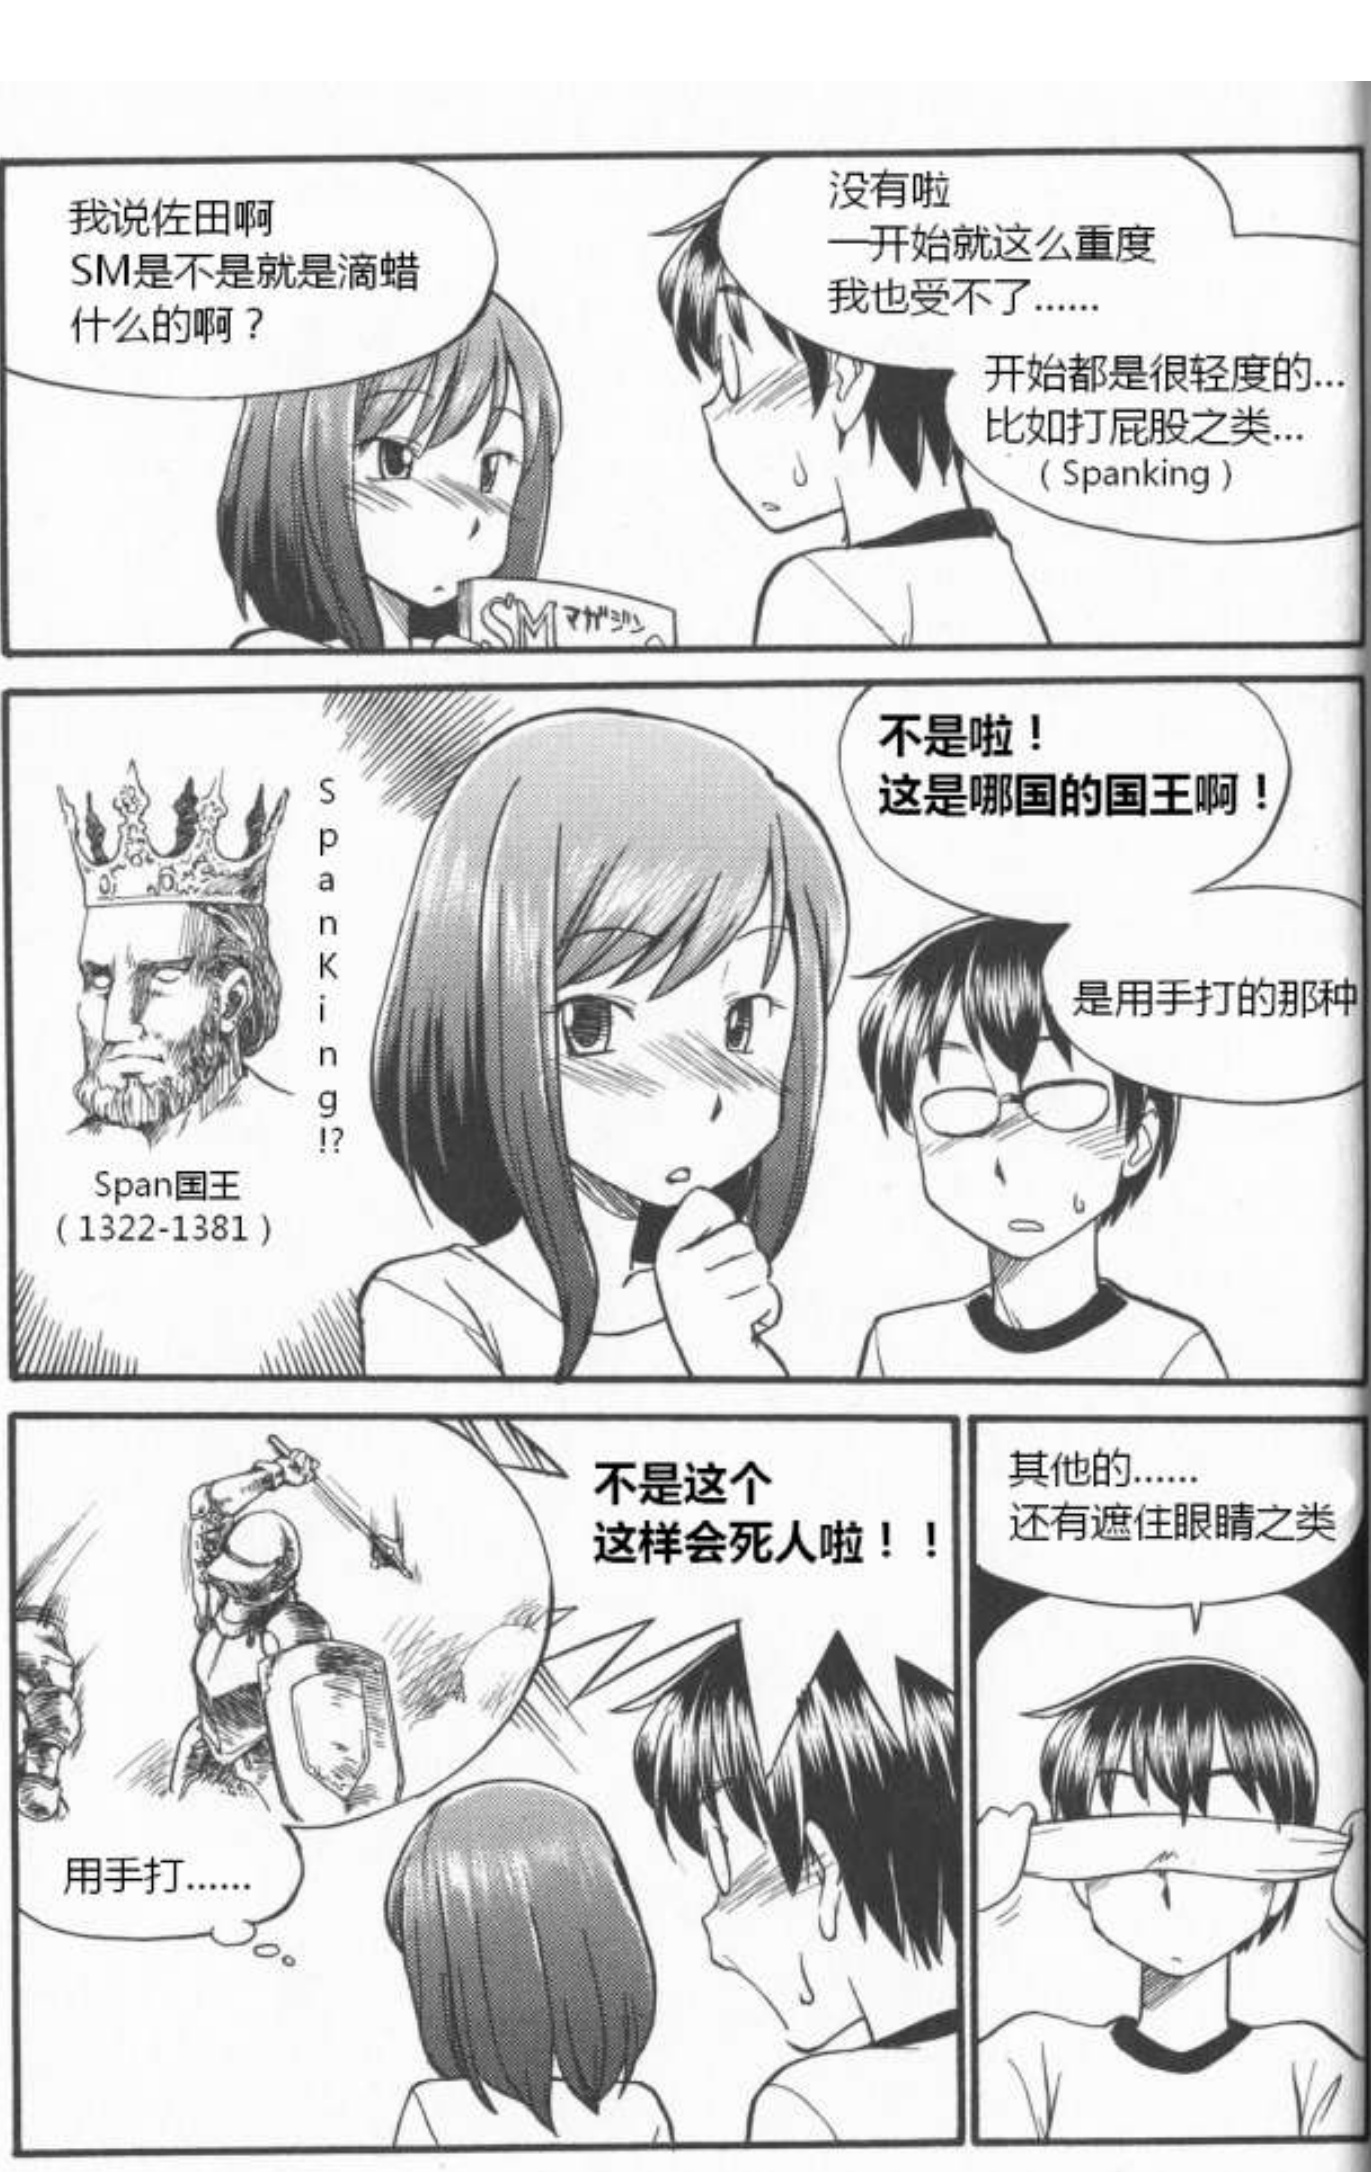 我说佐田啊
SM是不是就是滴蜡
什么的啊？
没有啦
一开始就这么重度
我也受不了……
开始都是很轻度的…
比如打屁股之类…
（Spanking）
SMマガジン
SpanKing!?
Span国王
（1322-1381）
不是啦！
这是哪国的国王啊！
是用手打的那种
用手打……
不是这个
这样会死人啦！！
其他的……
还有遮住眼睛之类